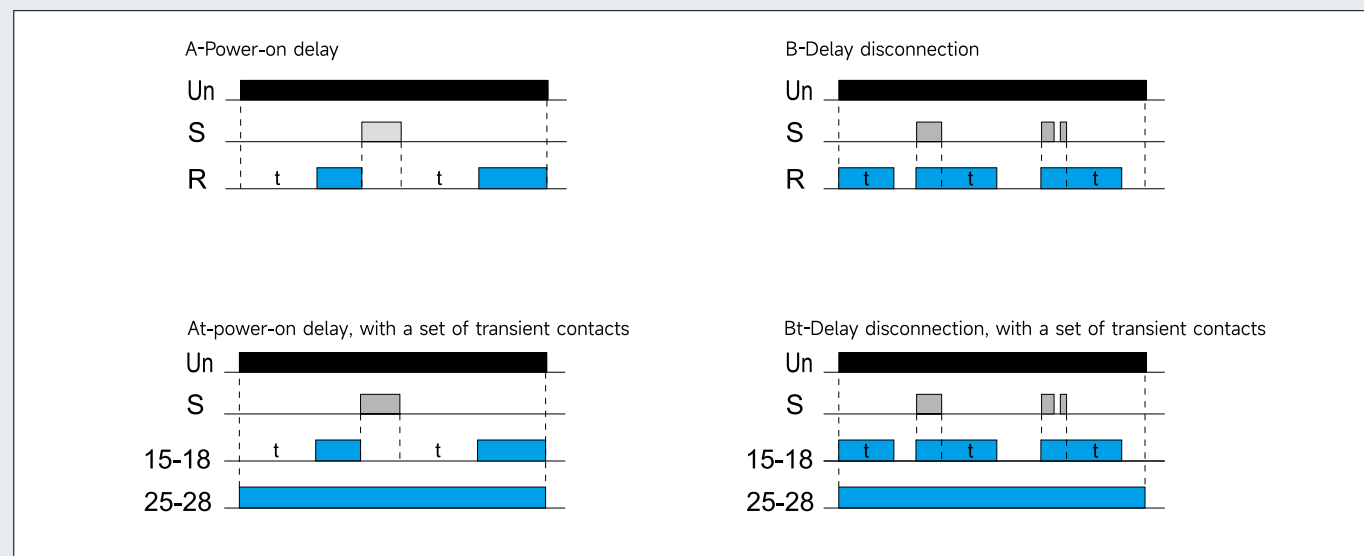 A-Power-on delay
Un
S
R t t
B-Delay disconnection
Un
S
R t t t
At-power-on delay, with a set of transient contacts
Un
S
15-18 t t
25-28
Bt-Delay disconnection, with a set of transient contacts
Un
S
15-18 t t t
25-28